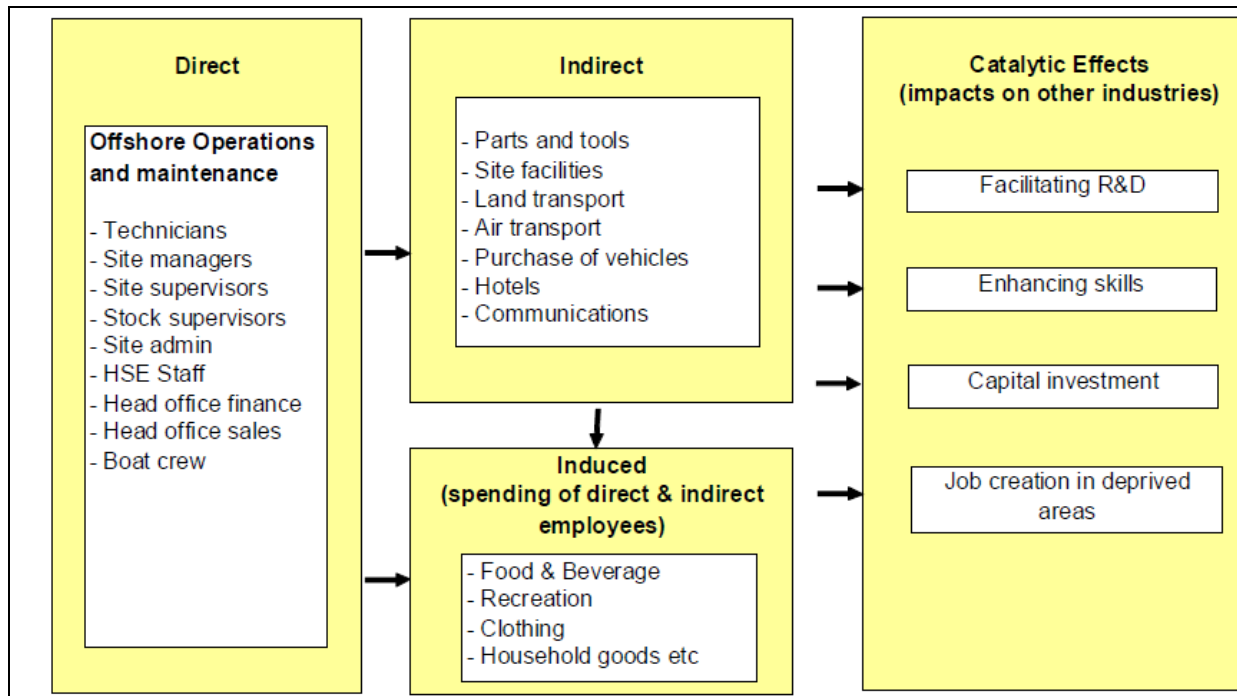 Direct
Offshore Operations
and maintenance
- Technicians
- Site managers
- Site supervisors
- Stock supervisors
- Site admin
- HSE Staff
- Head office finance
- Head office sales
- Boat crew
Indirect
- Parts and tools
- Site facilities
- Land transport
- Air transport
- Purchase of vehicles
- Hotels
- Communications
Induced
(spending of direct & indirect
employees)
- Food & Beverage
- Recreation
- Clothing
- Household goods etc
Catalytic Effects
(impacts on other industries)
Facilitating R&D
Enhancing skills
Capital investment
Job creation in deprived
areas